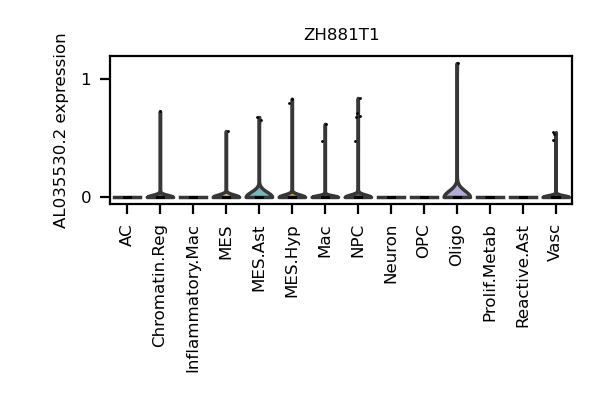 ZH881T1
AL035530.2 expression
1
0
AC
Chromatin.Reg
Inflammatory.Mac
MES
MES.Ast
MES.Hyp
Mac
NPC
Neuron
OPC
Oligo
Prolif.Metab
Reactive.Ast
Vasc